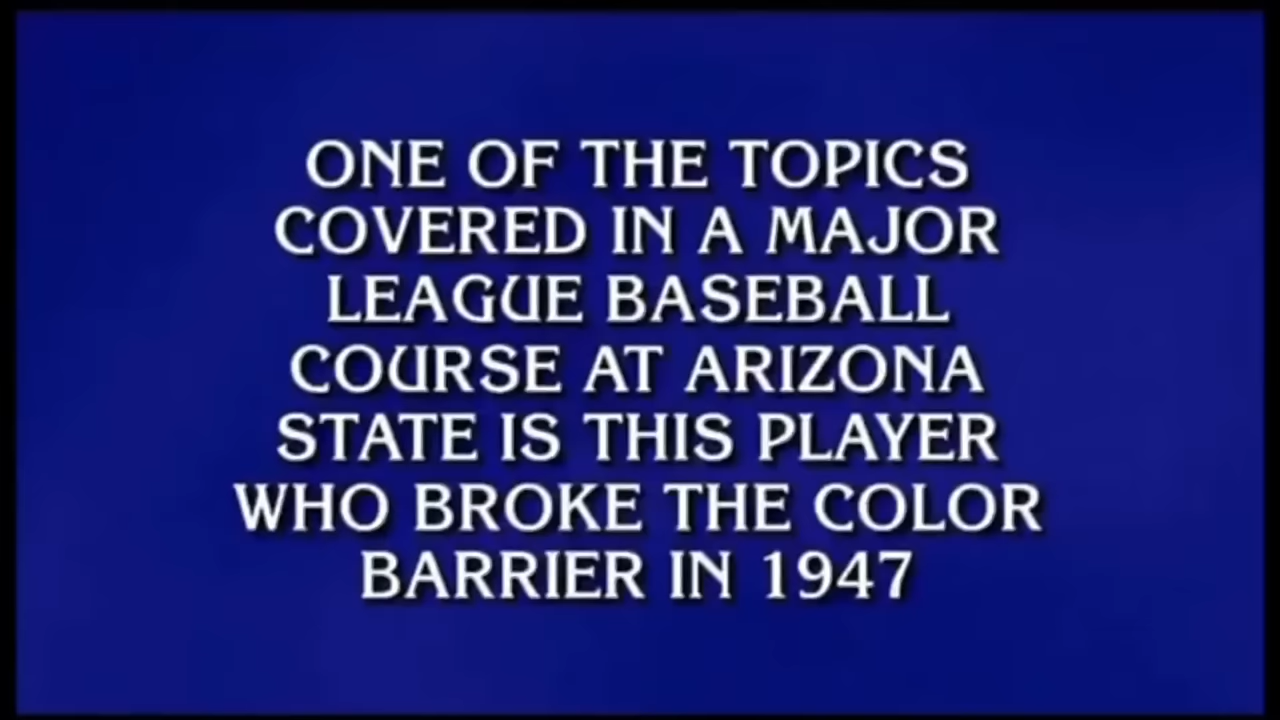 ONE OF THE TOPICS
COVERED IN A MAJOR
LEAGUE BASEBALL
COURSE AT ARIZONA
STATE IS THIS PLAYER
WHO BROKE THE COLOR
BARRIER IN 1947